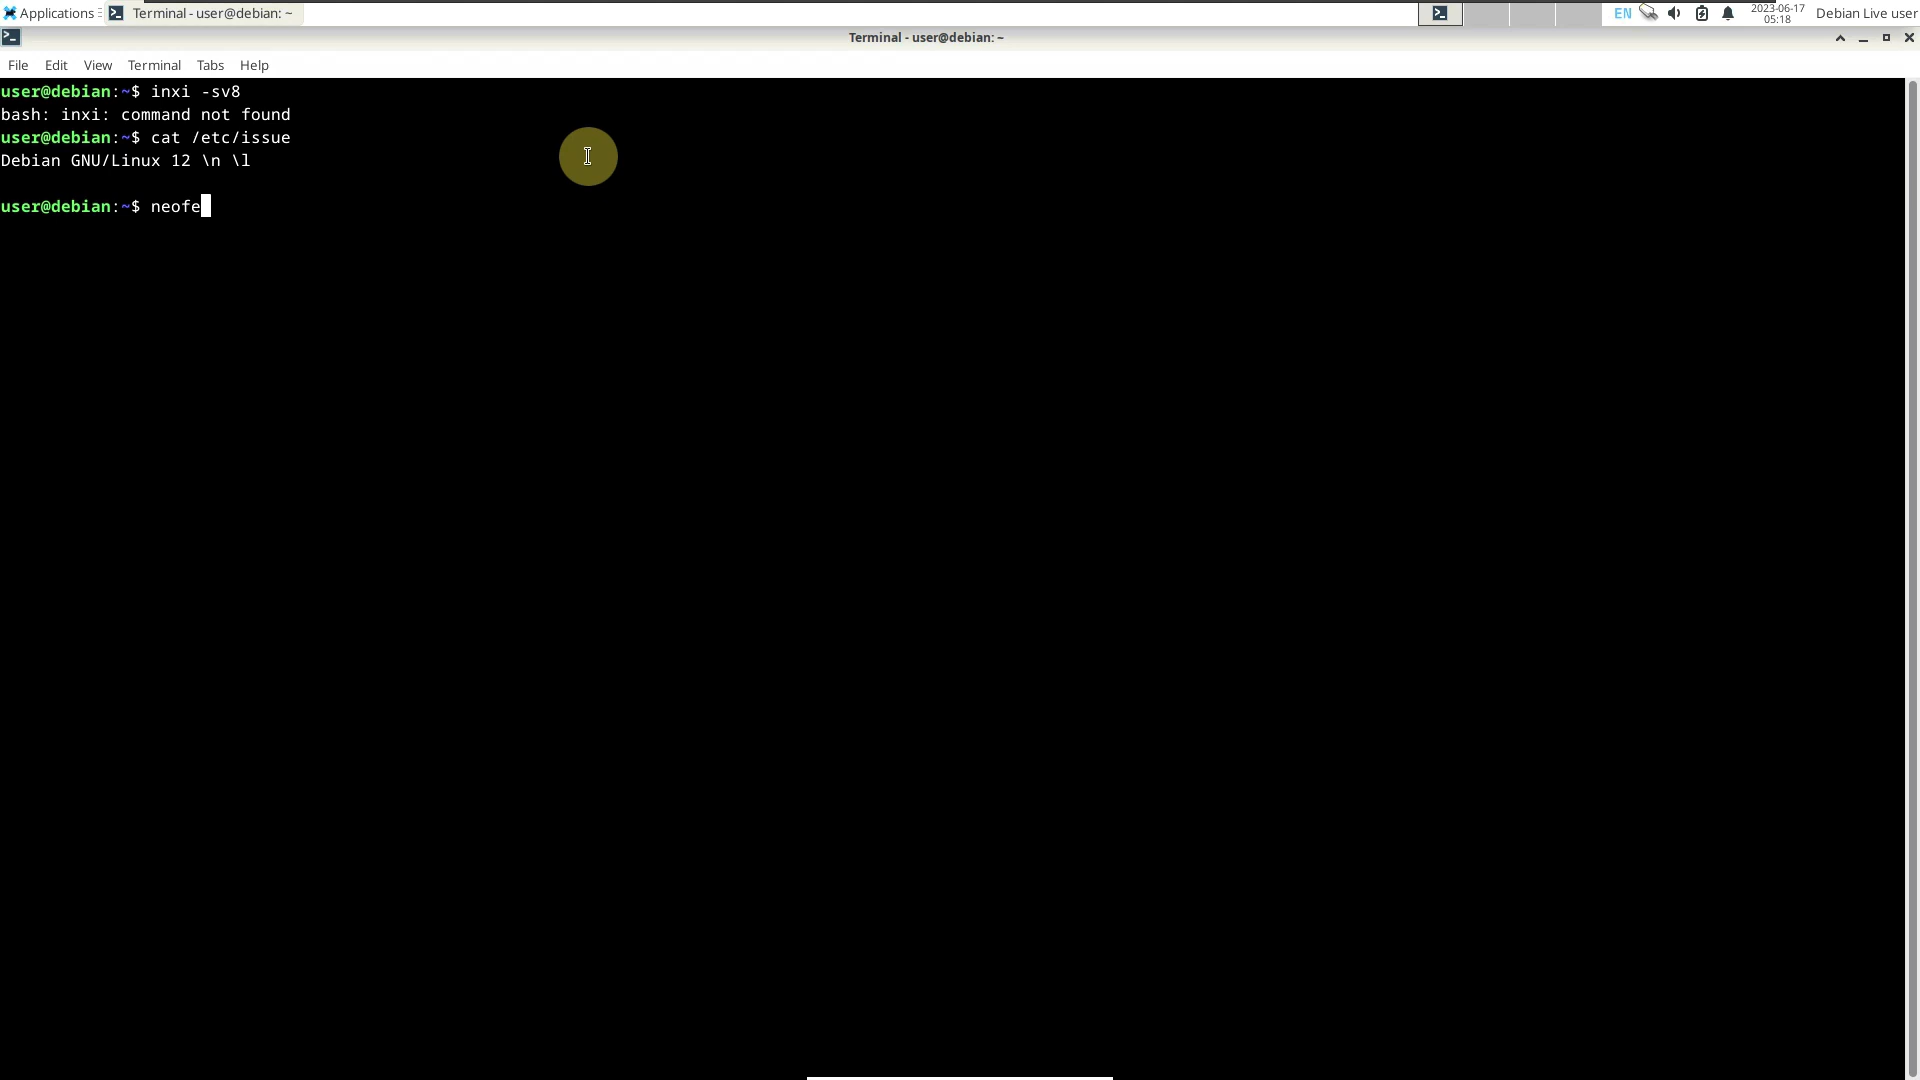 Applications
Terminal - user@debian: ~
EN
2023-06-17
05:18
Debian Live user
Terminal - user@debian: ~
File Edit View Terminal Tabs Help
user@debian:~$ inxi -sv8
bash: inxi: command not found
user@debian:~$ cat /etc/issue
Debian GNU/Linux 12 \n \l
user@debian:~$ neofe